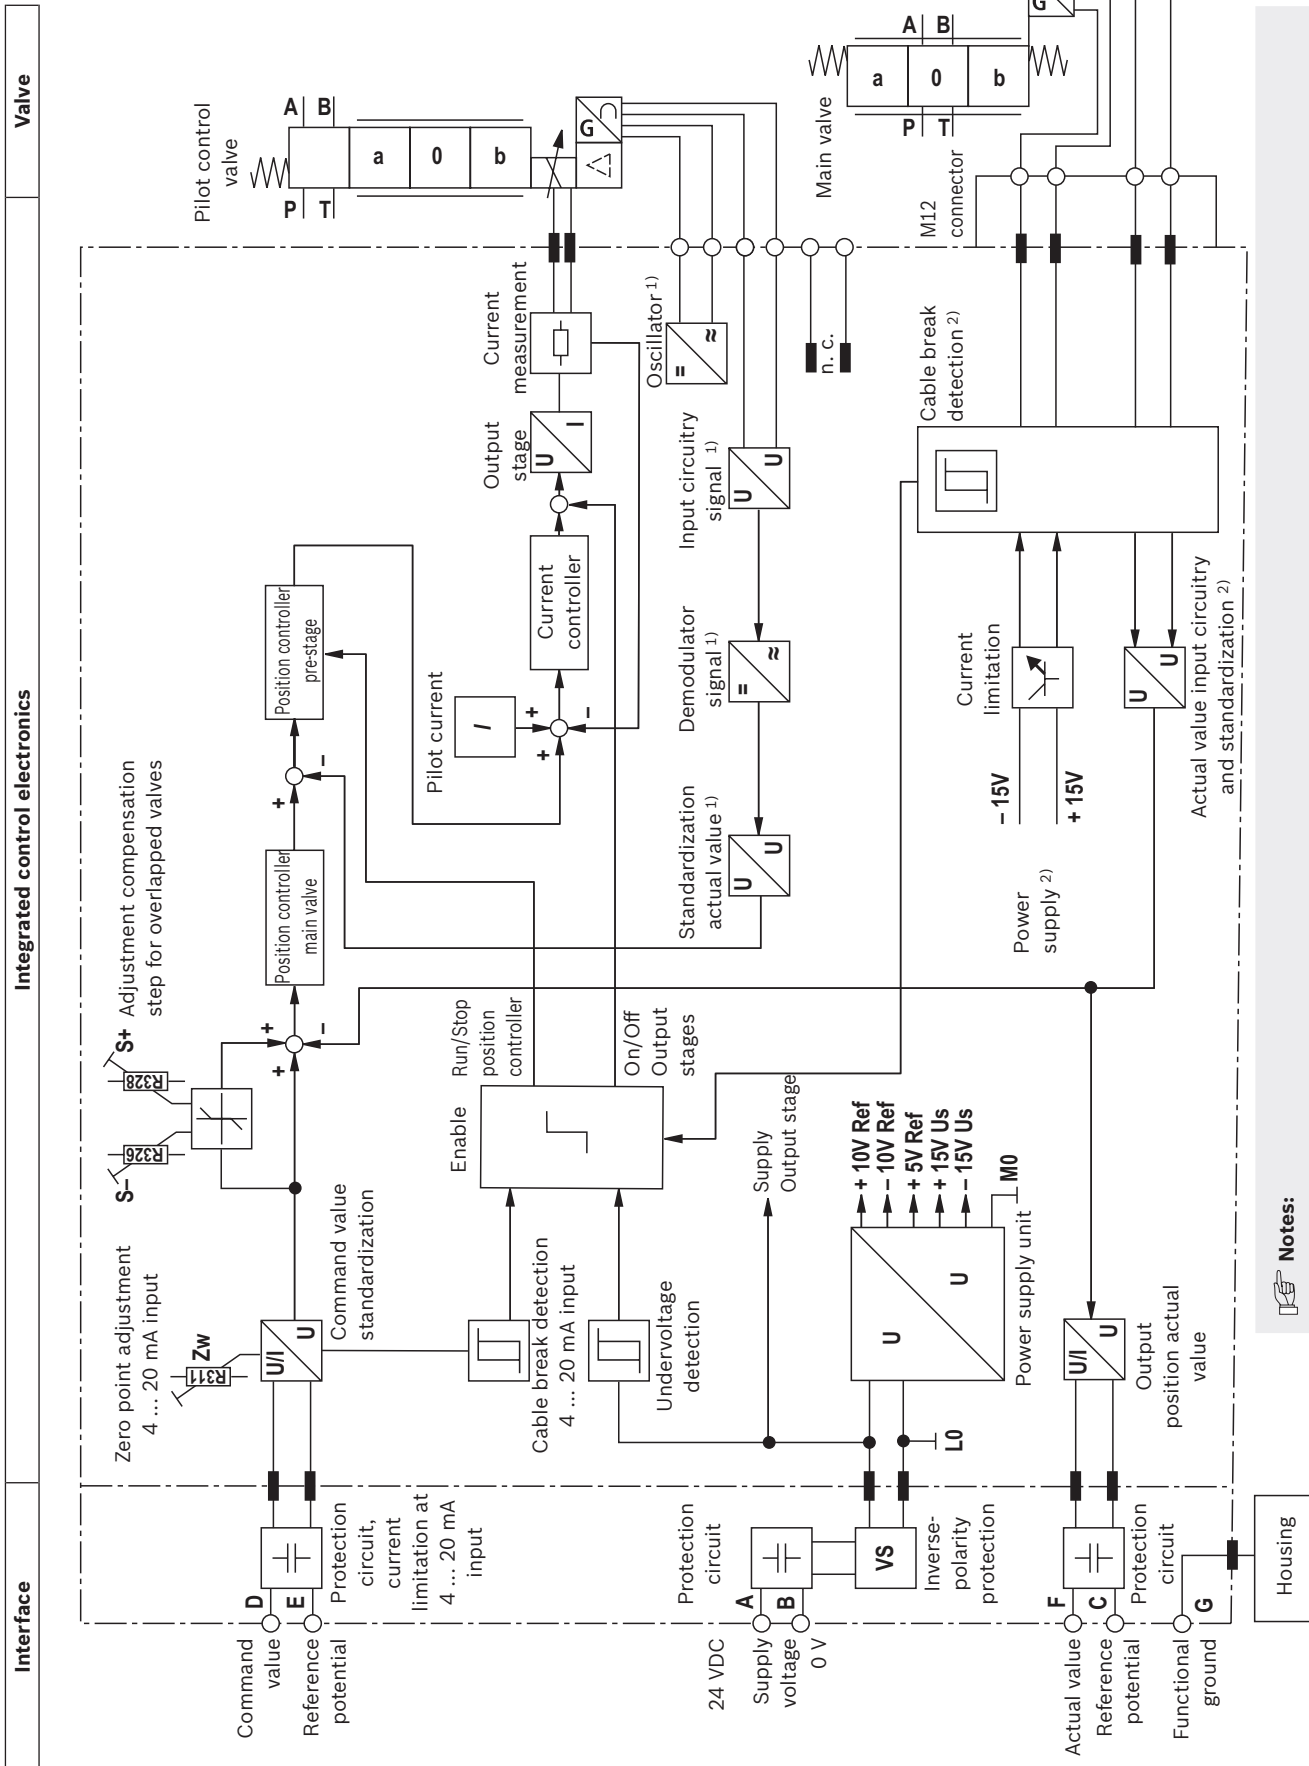 Interface
Integrated control electronics
Valve
Command
value
D
Reference
potential
E
Protection
circuit,
current
limitation at
4 ... 20 mA
input
Zero point adjustment
4 ... 20 mA input
R311
Zw
U/I
U
Command value
standardization
S–
R326
S+
R328
Adjustment compensation
step for overlapped valves
+
+
–
Position controller
main valve
+
–
Position controller
pre-stage
Pilot control
valve
A
B
P
T
a
0
b
G
Pilot current
I
+
+
–
Current
controller
Output
stage
U
I
Current
measurement
Cable break detection
4 ... 20 mA input
Undervoltage
detection
Enable
Run/Stop
position
controller
On/Off
Output
stages
Standardization
actual value 1)
U
U
Demodulator
signal 1)
=
≈
Input circuitry
signal 1)
U
U
Oscillator 1)
=
≈
n. c.
24 VDC
Supply
voltage
0 V
A
B
Protection
circuit
VS
Inverse-
polarity
protection
L0
Supply
Output stage
U
U
Power supply unit
+ 10V Ref
– 10V Ref
+ 5V Ref
+ 15V Us
– 15V Us
M0
Power
supply 2)
– 15V
+ 15V
Current
limitation
Cable break
detection 2)
M12
connector
Main valve
A
B
P
T
a
0
b
G
Actual value
F
Reference
potential
C
Protection
circuit
U/I
U
Output
position actual
value
U
U
Actual value input circuitry
and standardization 2)
Functional
ground
G
Housing
Notes: